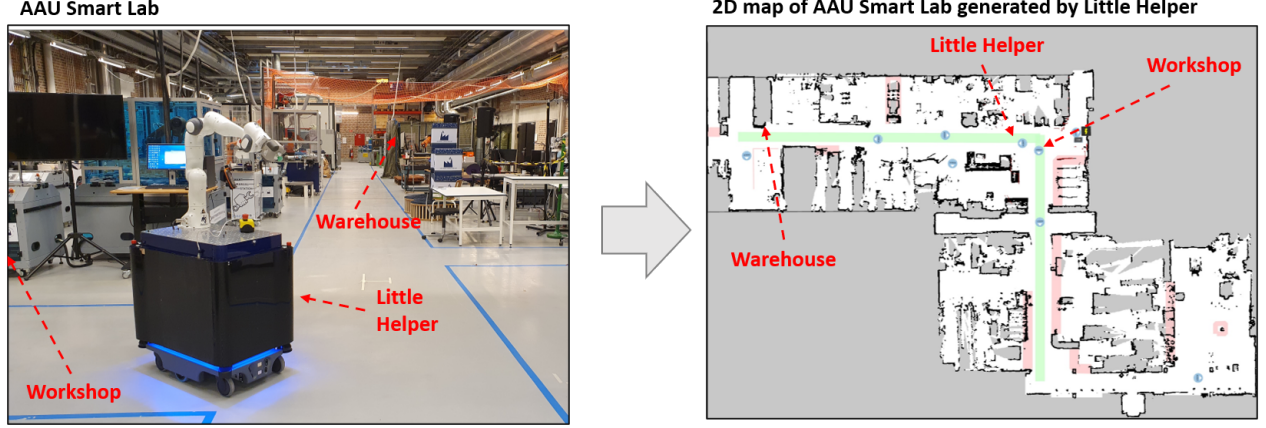 AAU Smart Lab
2D map of AAU Smart Lab generated by Little Helper
Warehouse
Little
Helper
Workshop
Little Helper
Workshop
Warehouse